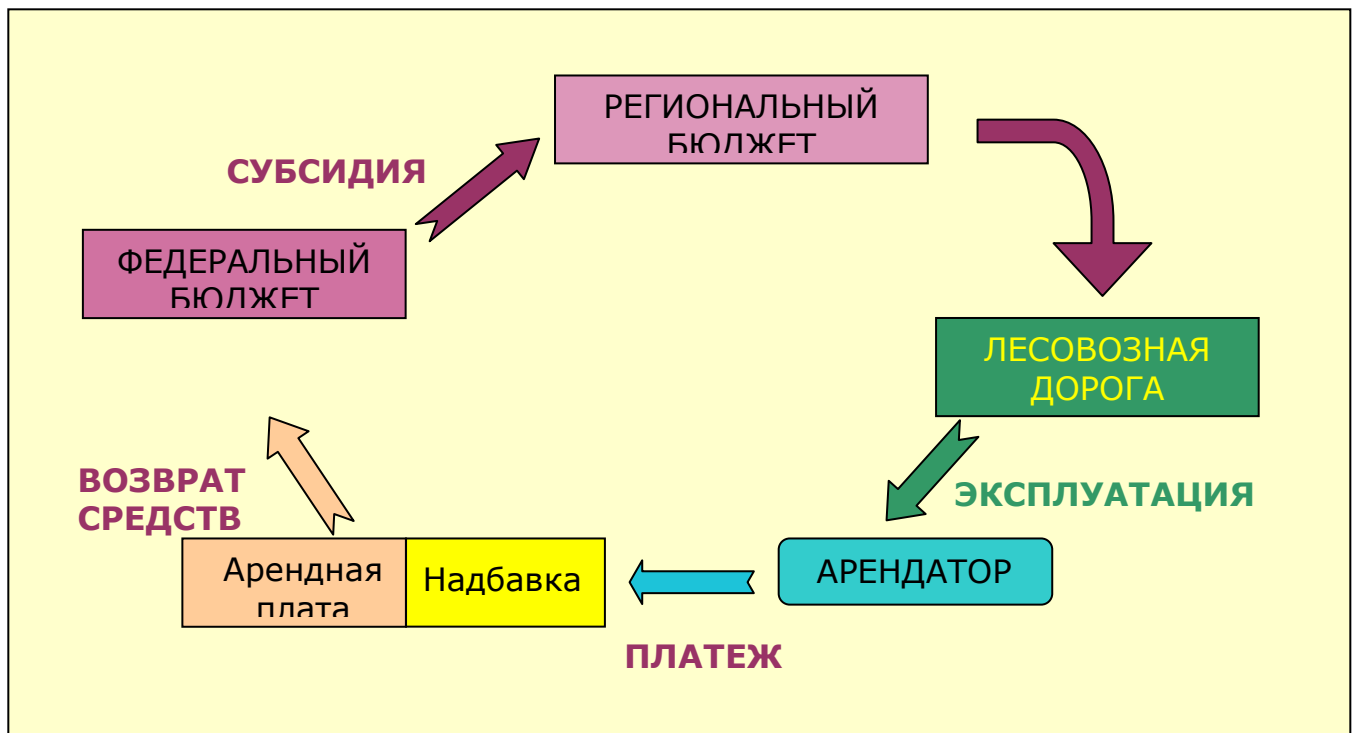 РЕГИОНАЛЬНЫЙ
БЮДЖЕТ
СУБСИДИЯ
ФЕДЕРАЛЬНЫЙ
БЮДЖЕТ
ЛЕСОВОЗНАЯ
ДОРОГА
ВОЗВРАТ
СРЕДСТВ
ЭКСПЛУАТАЦИЯ
Арендная
плата
Надбавка
АРЕНДАТОР
ПЛАТЕЖ